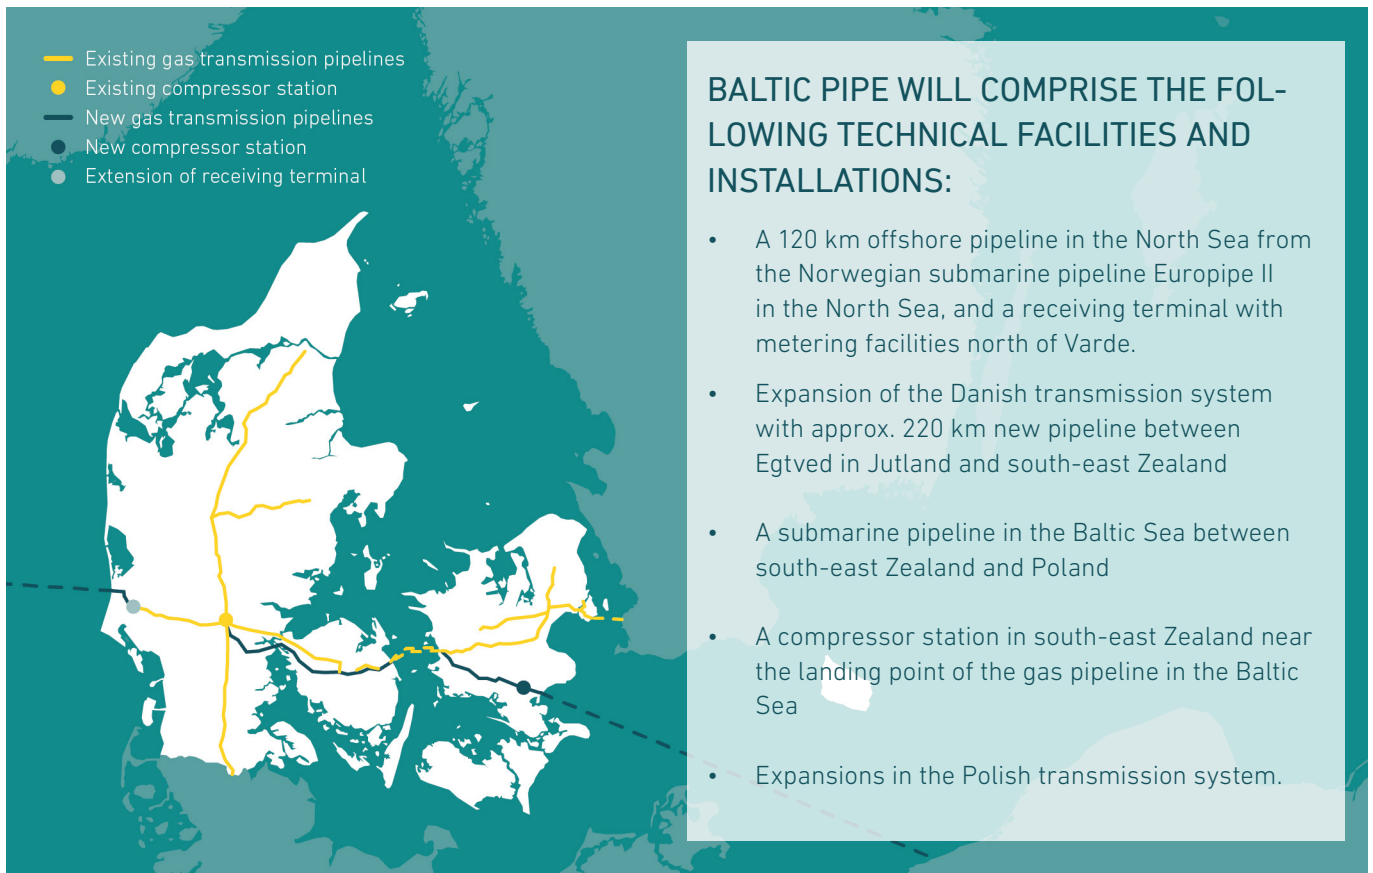 Existing gas transmission pipelines
Existing compressor station
New gas transmission pipelines
New compressor station
Extension of receiving terminal
BALTIC PIPE WILL COMPRISE THE FOL-
LOWING TECHNICAL FACILITIES AND
INSTALLATIONS:
• A 120 km offshore pipeline in the North Sea from
the Norwegian submarine pipeline Europipe II
in the North Sea, and a receiving terminal with
metering facilities north of Varde.
• Expansion of the Danish transmission system
with approx. 220 km new pipeline between
Egtved in Jutland and south-east Zealand
• A submarine pipeline in the Baltic Sea between
south-east Zealand and Poland
• A compressor station in south-east Zealand near
the landing point of the gas pipeline in the Baltic
Sea
• Expansions in the Polish transmission system.